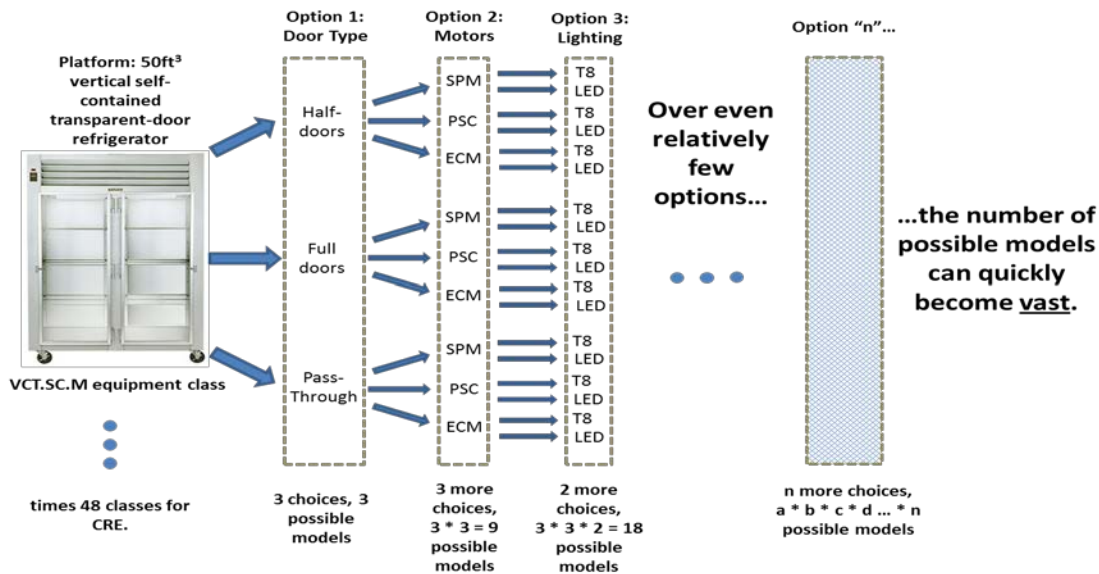 Option 1:
Door Type
Option 2:
Motors
Option 3:
Lighting
Option “n”...
Platform: 50ft³
vertical self-
contained
transparent-door
refrigerator
VCT.SC.M equipment class
times 48 classes for
CRE.
Half-
doors
Full
doors
Pass-
Through
3 choices, 3
possible
models
SPM
PSC
ECM
SPM
PSC
ECM
SPM
PSC
ECM
3 more
choices,
3 * 3 = 9
possible
models
T8
LED
T8
LED
T8
LED
T8
LED
T8
LED
T8
LED
T8
LED
T8
LED
T8
LED
2 more
choices,
3 * 3 * 2 = 18
possible
models
Over even
relatively
few
options...
n more choices,
a * b * c * d ... * n
possible models
...the number of
possible models
can quickly
become vast.